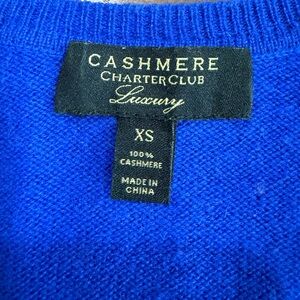 CASHMERE
CHARTER CLUB
Luxury
XS
100%
CASHMERE
MADE IN
CHINA